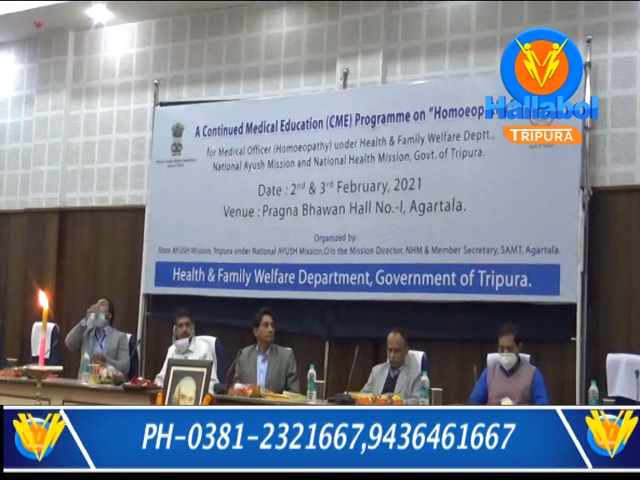 A Continued Medical Education (CME) Programme on "Homoeop
for Medical Officer (Homoeopathy) under Health & Family Welfare Deptt.,
National Ayush Mission and National Health Mission, Govt. of Tripura.
Date : 2nd & 3rd February, 2021
Venue : Pragna Bhawan Hall No.-I, Agartala.
Organized by:
State AYUSH Mission, Tripura under National AYUSH Mission,O/o the Mission Director, NHM & Member Secretary, SAMT, Agartala.
Health & Family Welfare Department, Government of Tripura.
Hallabol
TRIPURA
PH-0381-2321667,9436461667